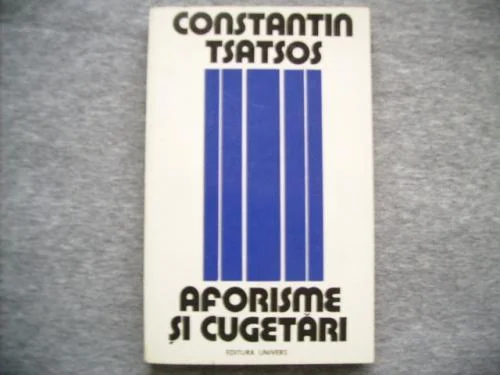 CONSTANTIN
TSATSOS
AFORISME
ȘI CUGETĂRI
EDITURA UNIVERS